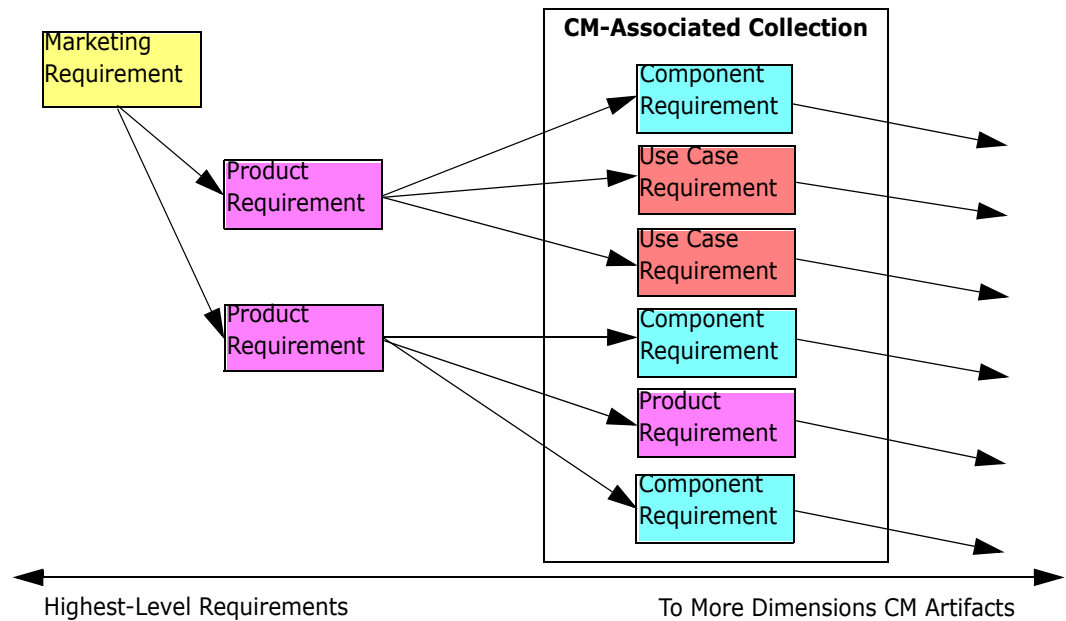 CM-Associated Collection
Marketing
Requirement
Component
Requirement
Product
Requirement
Use Case
Requirement
Use Case
Requirement
Product
Requirement
Component
Requirement
Product
Requirement
Component
Requirement
Highest-Level Requirements
To More Dimensions CM Artifacts